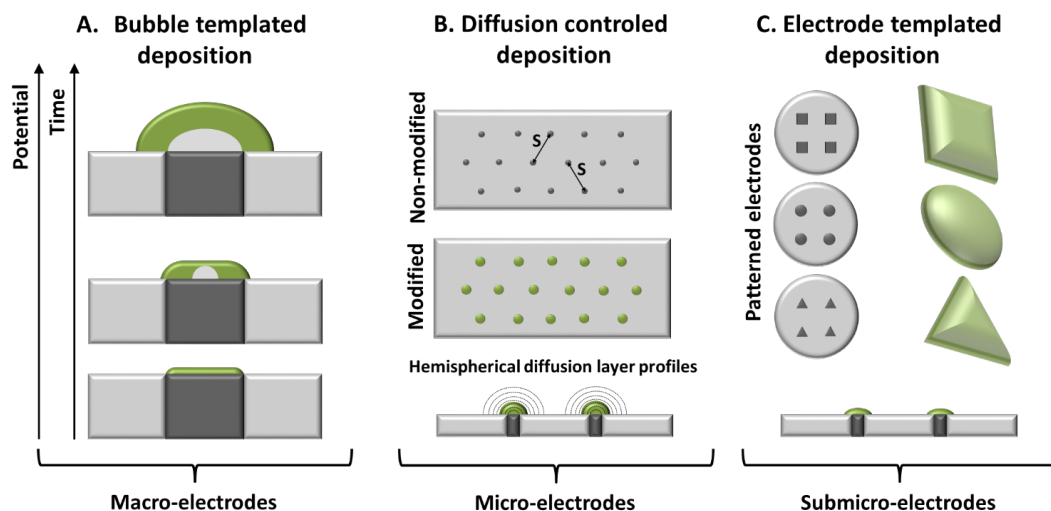 A. Bubble templated
deposition
Potential
Time
Macro-electrodes
B. Diffusion controled
deposition
Non-modified
S
S
Modified
Hemispherical diffusion layer profiles
Micro-electrodes
C. Electrode templated
deposition
Patterned electrodes
Submicro-electrodes